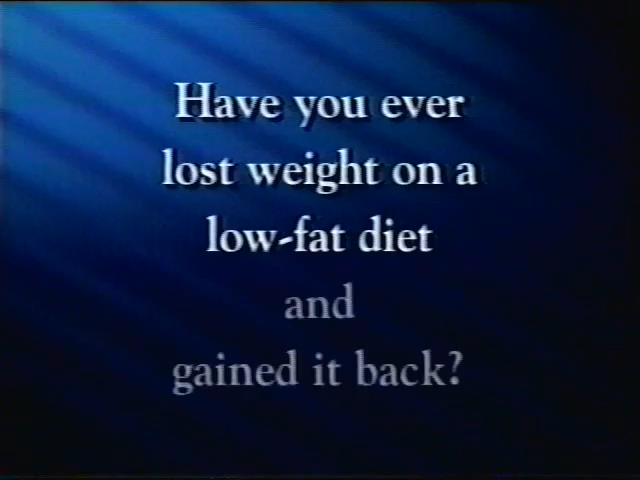 Have you ever
lost weight on a
low-fat diet
and
gained it back?